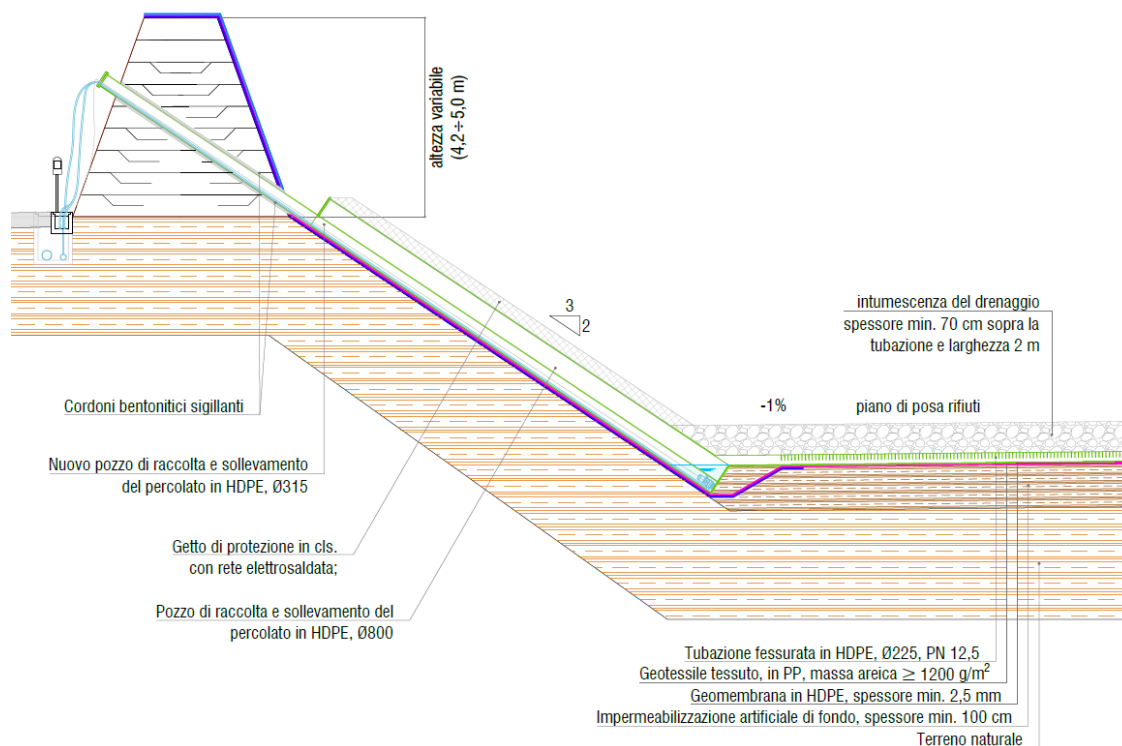 altezza variabile
(4,2÷5,0 m)
3
2
intumescenza del drenaggio
spessore min. 70 cm sopra la
tubazione e larghezza 2 m
-1%
piano di posa rifiuti
Cordoni bentonitici sigillanti
Nuovo pozzo di raccolta e sollevamento
del percolato in HDPE, Ø315
Getto di protezione in cls.
con rete elettrosaldata;
Pozzo di raccolta e sollevamento del
percolato in HDPE, Ø800
Tubazione fessurata in HDPE, Ø225, PN 12,5
Geotessile tessuto, in PP, massa areica ≥ 1200 g/m²
Geomembrana in HDPE, spessore min. 2,5 mm
Impermeabilizzazione artificiale di fondo, spessore min. 100 cm
Terreno naturale